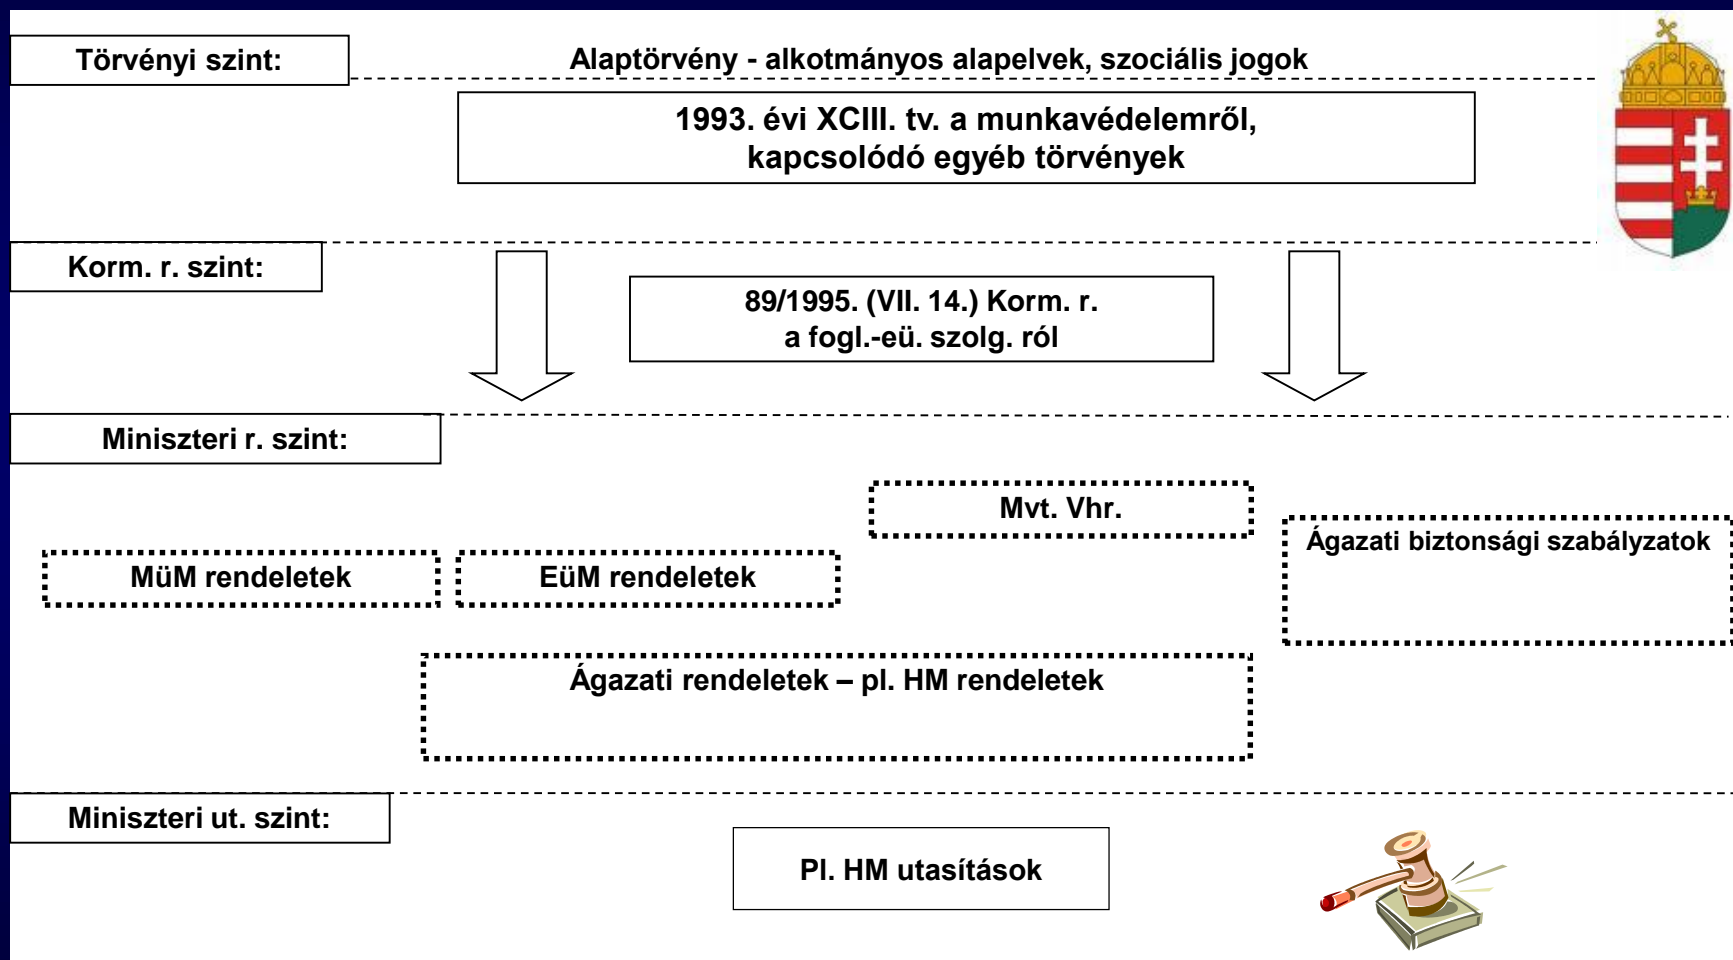 Törvényi szint:
Alaptörvény - alkotmányos alapelvek, szociális jogok
1993. évi XCIII. tv. a munkavédelemről,
kapcsolódó egyéb törvények
Korm. r. szint:
89/1995. (VII. 14.) Korm. r.
a fogl.-eü. szolg. ról
Miniszteri r. szint:
Mvt. Vhr.
Ágazati biztonsági szabályzatok
MüM rendeletek
EüM rendeletek
Ágazati rendeletek – pl. HM rendeletek
Miniszteri ut. szint:
Pl. HM utasítások